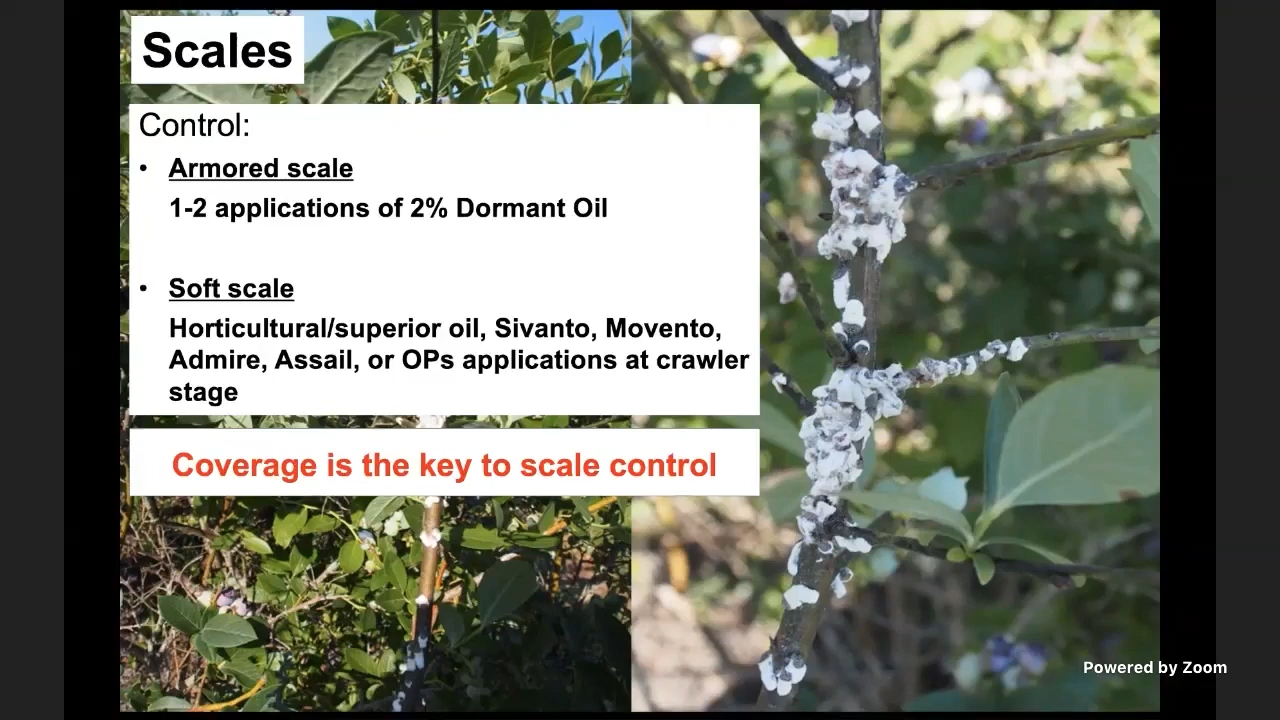 Scales
Control:
• Armored scale
1-2 applications of 2% Dormant Oil
• Soft scale
Horticultural/superior oil, Sivanto, Movento,
Admire, Assail, or OPs applications at crawler
stage
Coverage is the key to scale control
Powered by Zoom